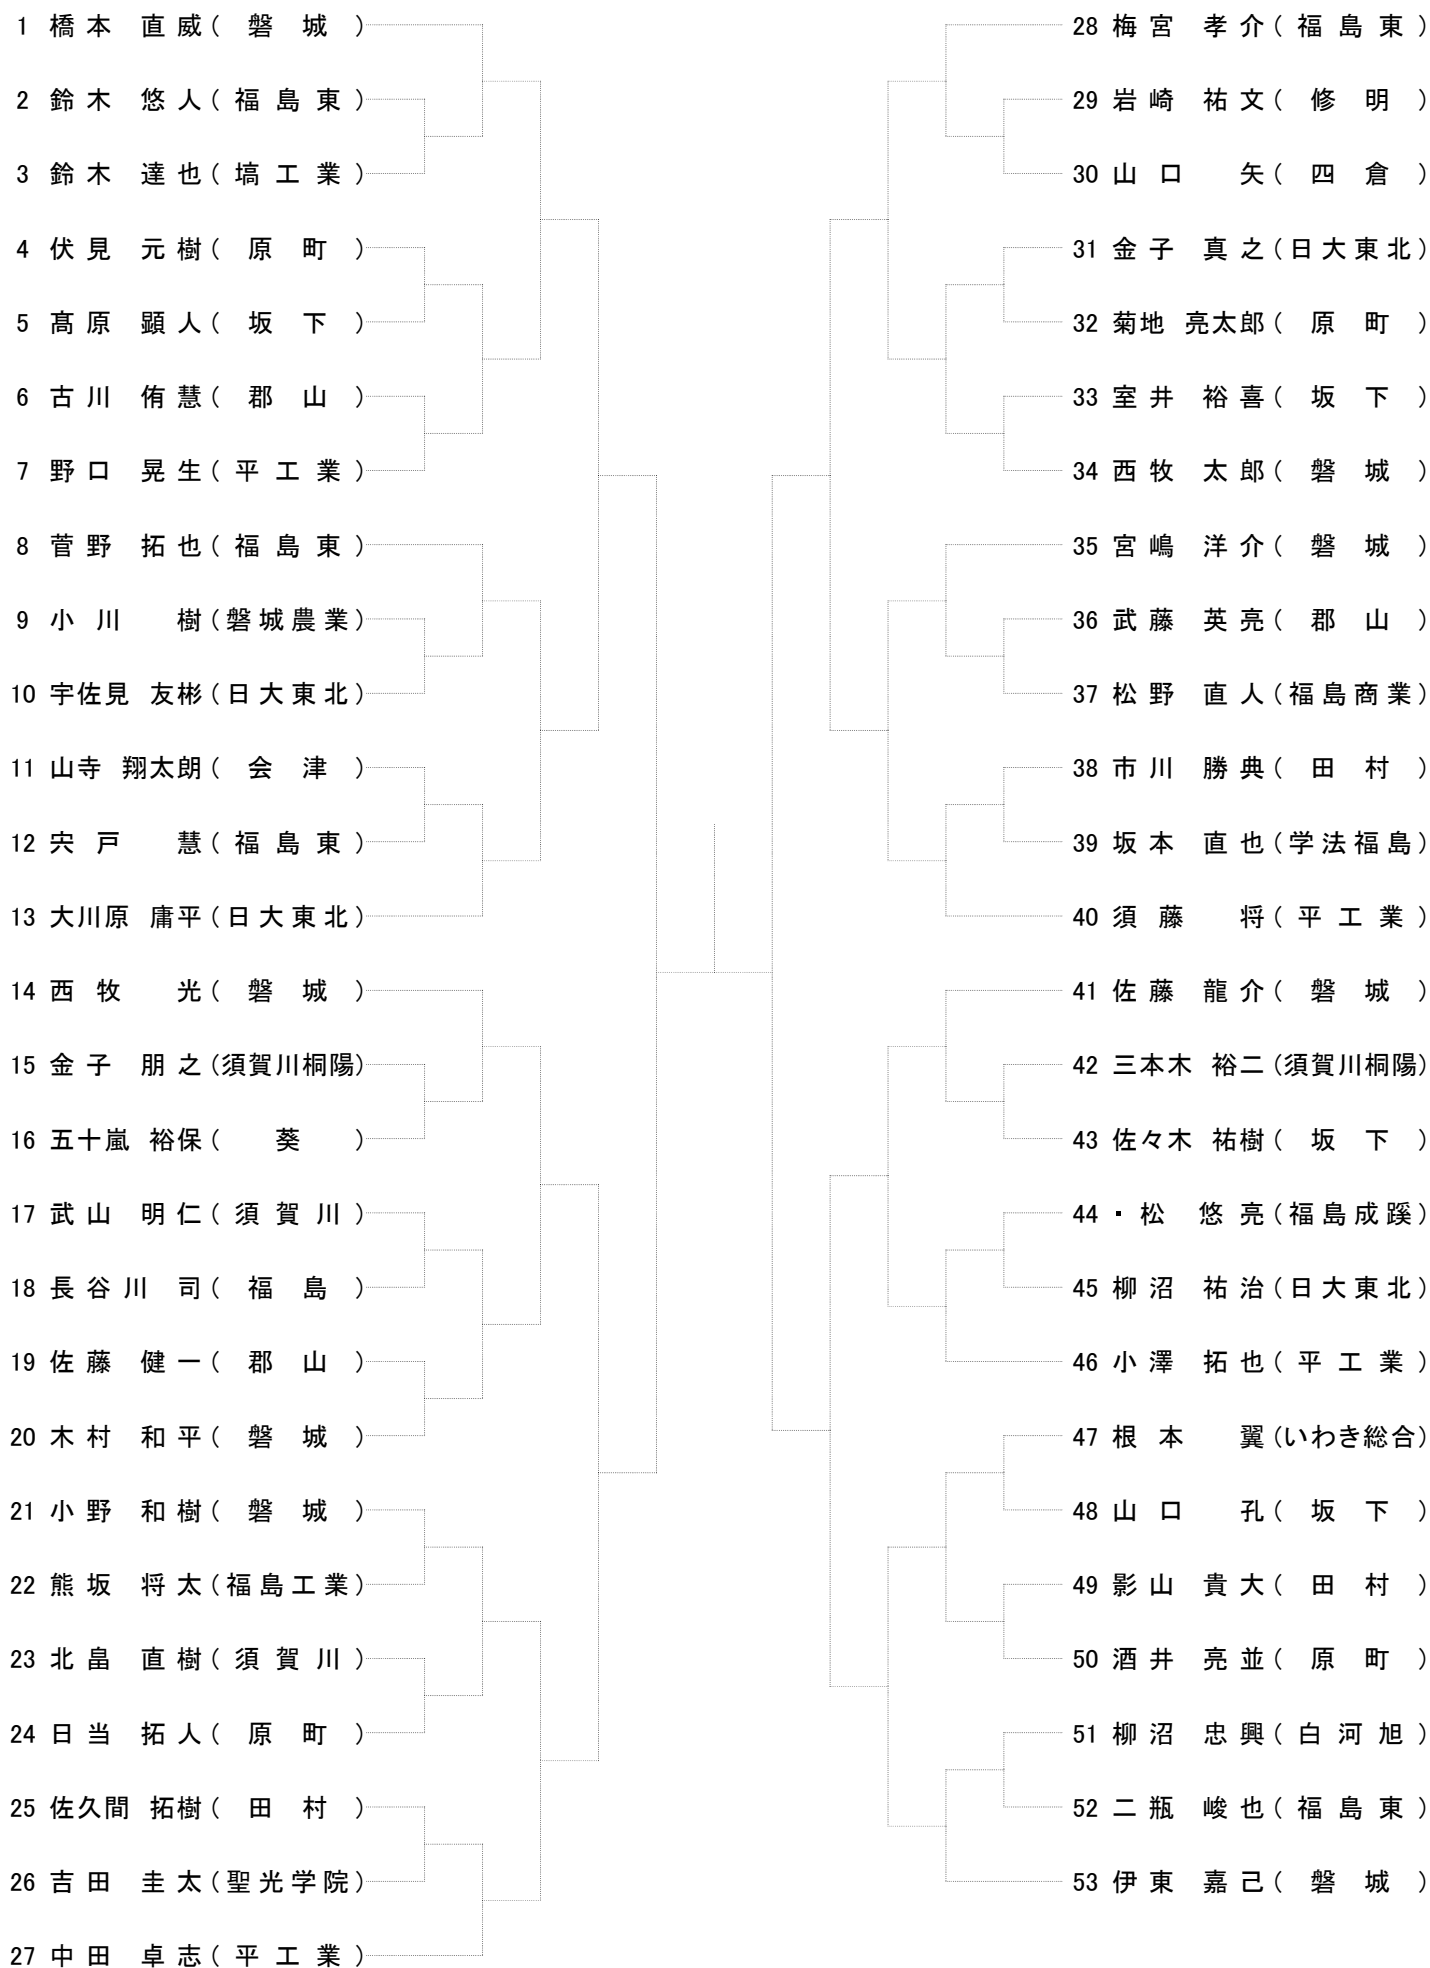 1 橋本 直威(磐城)
2 鈴木 悠人(福島東)
3 鈴木 達也(塙工業)
4 伏見 元樹(原町)
5 髙原 顕人(坂下)
6 古川 侑慧(郡山)
7 野口 晃生(平工業)
8 菅野 拓也(福島東)
9 小川 樹(磐城農業)
10 宇佐見 友彬(日大東北)
11 山寺 翔太朗(会津)
12 宍戸 慧(福島東)
13 大川原 庸平(日大東北)
14 西牧 光(磐城)
15 金子 朋之(須賀川桐陽)
16 五十嵐 裕保(葵)
17 武山 明仁(須賀川)
18 長谷川 司(福島)
19 佐藤 健一(郡山)
20 木村 和平(磐城)
21 小野 和樹(磐城)
22 熊坂 将太(福島工業)
23 北畠 直樹(須賀川)
24 日当 拓人(原町)
25 佐久間 拓樹(田村)
26 吉田 圭太(聖光学院)
27 中田 卓志(平工業)
28 梅宮 孝介(福島東)
29 岩崎 祐文(修明)
30 山口 矢(四倉)
31 金子 真之(日大東北)
32 菊地 亮太郎(原町)
33 室井 裕喜(坂下)
34 西牧 太郎(磐城)
35 宮嶋 洋介(磐城)
36 武藤 英亮(郡山)
37 松野 直人(福島商業)
38 市川 勝典(田村)
39 坂本 直也(学法福島)
40 須藤 将(平工業)
41 佐藤 龍介(磐城)
42 三本木 裕二(須賀川桐陽)
43 佐々木 祐樹(坂下)
44 ・松 悠亮(福島成蹊)
45 柳沼 祐治(日大東北)
46 小澤 拓也(平工業)
47 根本 翼(いわき総合)
48 山口 孔(坂下)
49 影山 貴大(田村)
50 酒井 亮並(原町)
51 柳沼 忠興(白河旭)
52 二瓶 峻也(福島東)
53 伊東 嘉己(磐城)